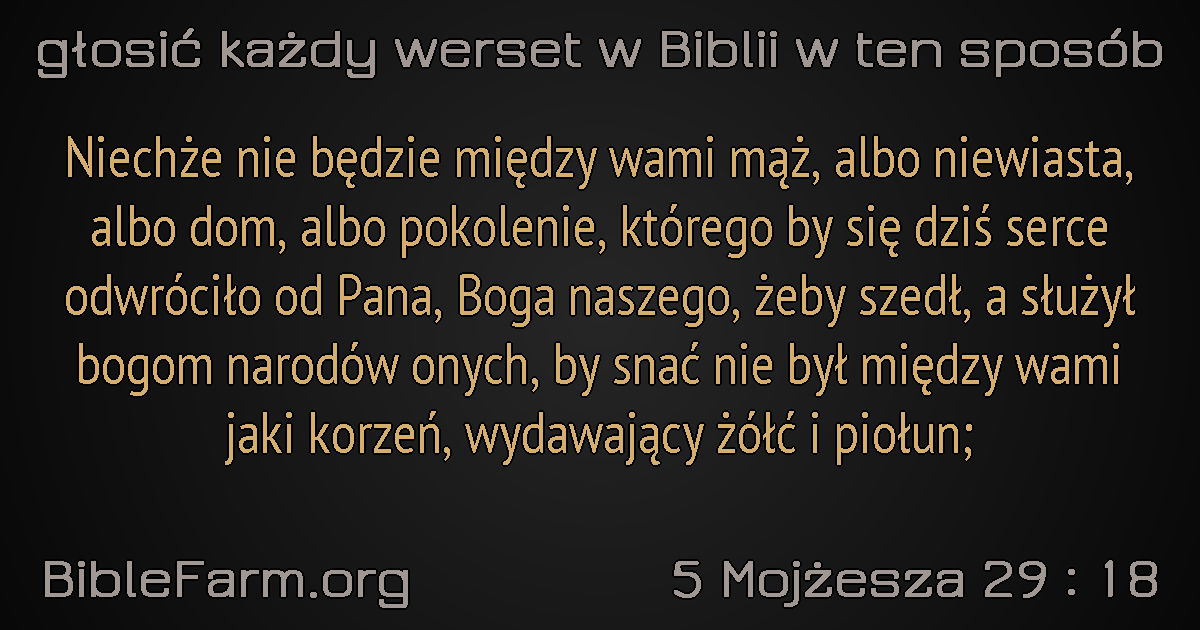 głosić każdy werset w Biblii w ten sposób
Niechże nie będzie między wami mąż, albo niewiasta,
albo dom, albo pokolenie, którego by się dziś serce
odwróciło od Pana, Boga naszego, żeby szedł, a służył
bogom narodów onych, by snać nie był między wami
jaki korzeń, wydawający żółć i piołun;
BibleFarm.org
5 Mojżesza 29 : 18